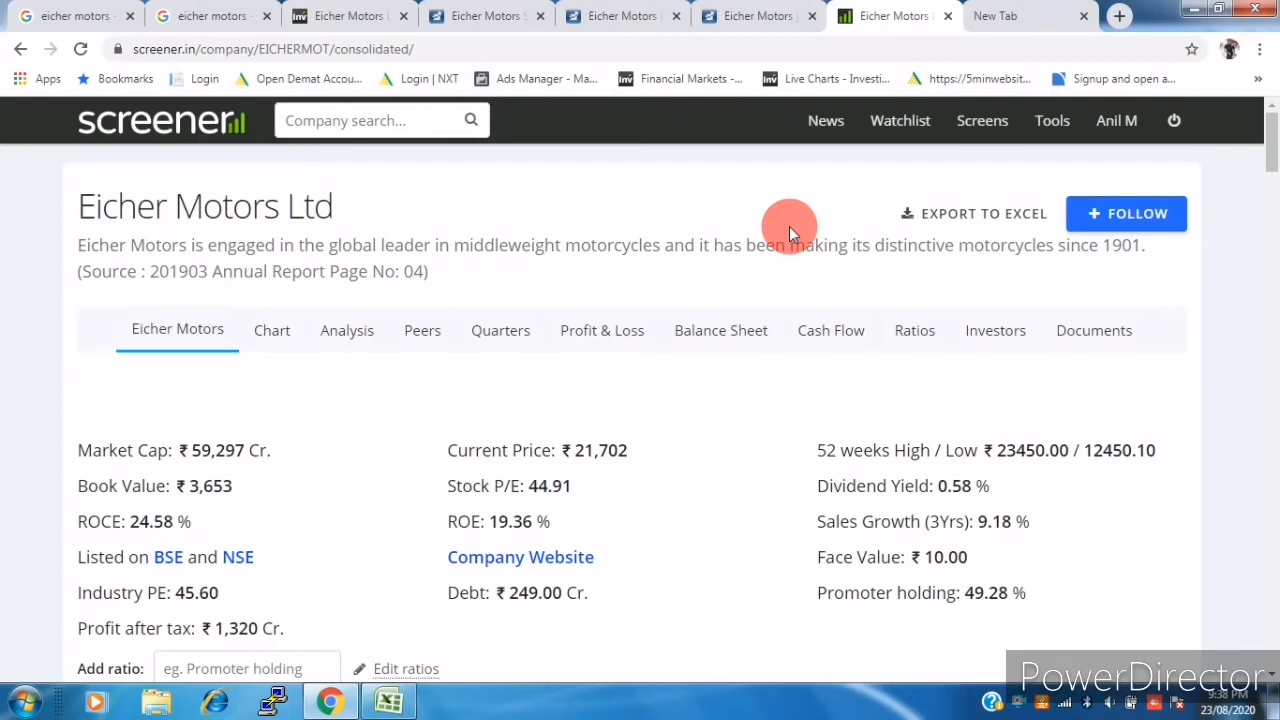 eicher motors -
eicher motors -
Eicher Motors
Eicher Motors
Eicher Motors
Eicher Motors
Eicher Motors
New Tab
screener.in/company/EICHERMOT/consolidated/
Apps
Bookmarks
Login
Open Demat Accou...
Login | NXT
Ads Manager - Ma...
Financial Markets -...
Live Charts - Investi...
https://5minwebsit...
Signup and open a...
»
screener
Company search...
News
Watchlist
Screens
Tools
Anil M
Eicher Motors Ltd
EXPORT TO EXCEL
+ FOLLOW
Eicher Motors is engaged in the global leader in middleweight motorcycles and it has been making its distinctive motorcycles since 1901.
(Source : 201903 Annual Report Page No: 04)
Eicher Motors
Chart
Analysis
Peers
Quarters
Profit & Loss
Balance Sheet
Cash Flow
Ratios
Investors
Documents
Market Cap: ₹ 59,297 Cr.
Current Price: ₹ 21,702
52 weeks High / Low ₹ 23450.00 / 12450.10
Book Value: ₹ 3,653
Stock P/E: 44.91
Dividend Yield: 0.58 %
ROCE: 24.58 %
ROE: 19.36 %
Sales Growth (3Yrs): 9.18 %
Listed on BSE and NSE
Company Website
Face Value: ₹ 10.00
Industry PE: 45.60
Debt: ₹ 249.00 Cr.
Promoter holding: 49.28 %
Profit after tax: ₹ 1,320 Cr.
Add ratio:
eg. Promoter holding
Edit ratios
PowerDirector
9:38 PM
23/08/2020